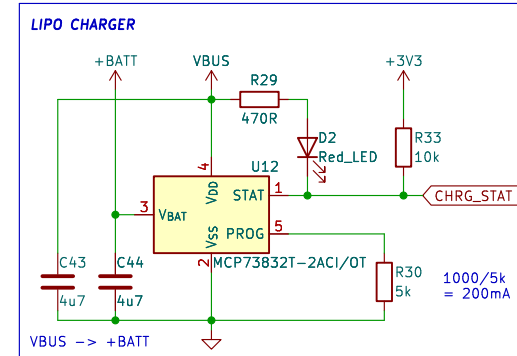 LIPO CHARGER
+BATT
VBUS
+3V3
R29
470R
D2
Red_LED
R33
10k
4
U12
VDD
STAT
1
CHRG_STAT
3
VBAT
PROG
5
VSS
2
MCP73832T-2ACI/OT
C43
4u7
C44
4u7
R30
5k
1000/5k
= 200mA
VBUS -> +BATT